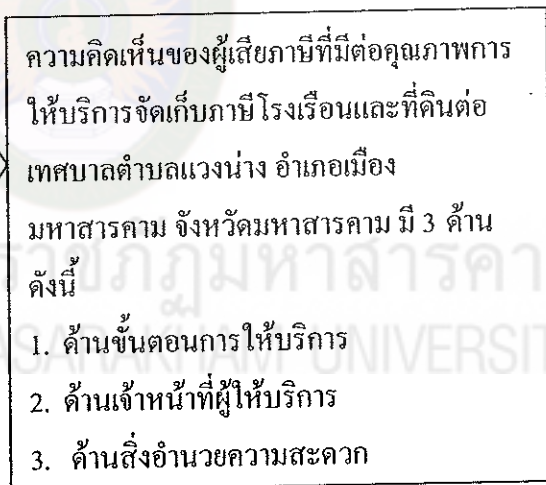 ความคิดเห็นของผู้เสียภาษีที่มีต่อคุณภาพการ
ให้บริการจัดเก็บภาษีโรงเรือนและที่ดินต่อ
เทศบาลตำบลแวงน่าง อำเภอเมือง
มหาสารคาม จังหวัดมหาสารคาม มี 3 ด้าน
ดังนี้
1. ด้านขั้นตอนการให้บริการ
2. ด้านเจ้าหน้าที่ผู้ให้บริการ
3. ด้านสิ่งอำนวยความสะดวก